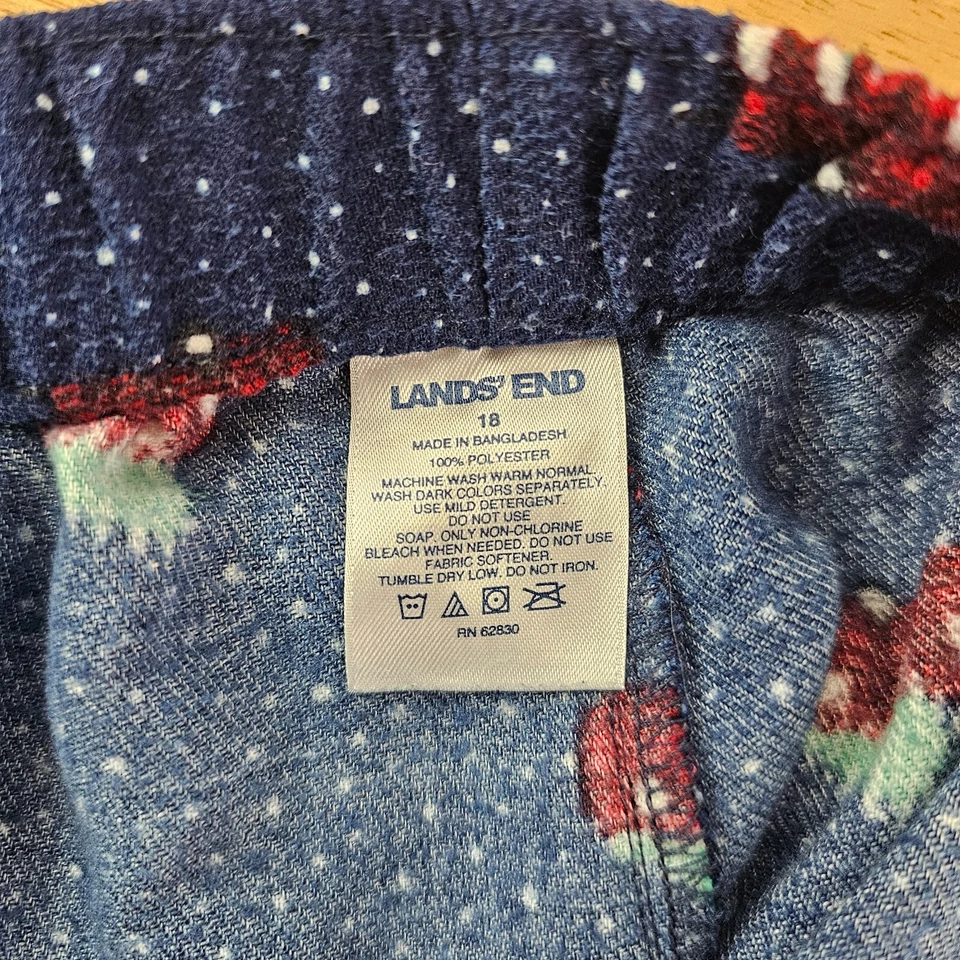 LANDS' END
18
MADE IN BANGLADESH
100% POLYESTER
MACHINE WASH WARM NORMAL.
WASH DARK COLORS SEPARATELY.
USE MILD DETERGENT.
DO NOT USE
SOAP. ONLY NON-CHLORINE
BLEACH WHEN NEEDED. DO NOT USE
FABRIC SOFTENER.
TUMBLE DRY LOW. DO NOT IRON.
RN 62830